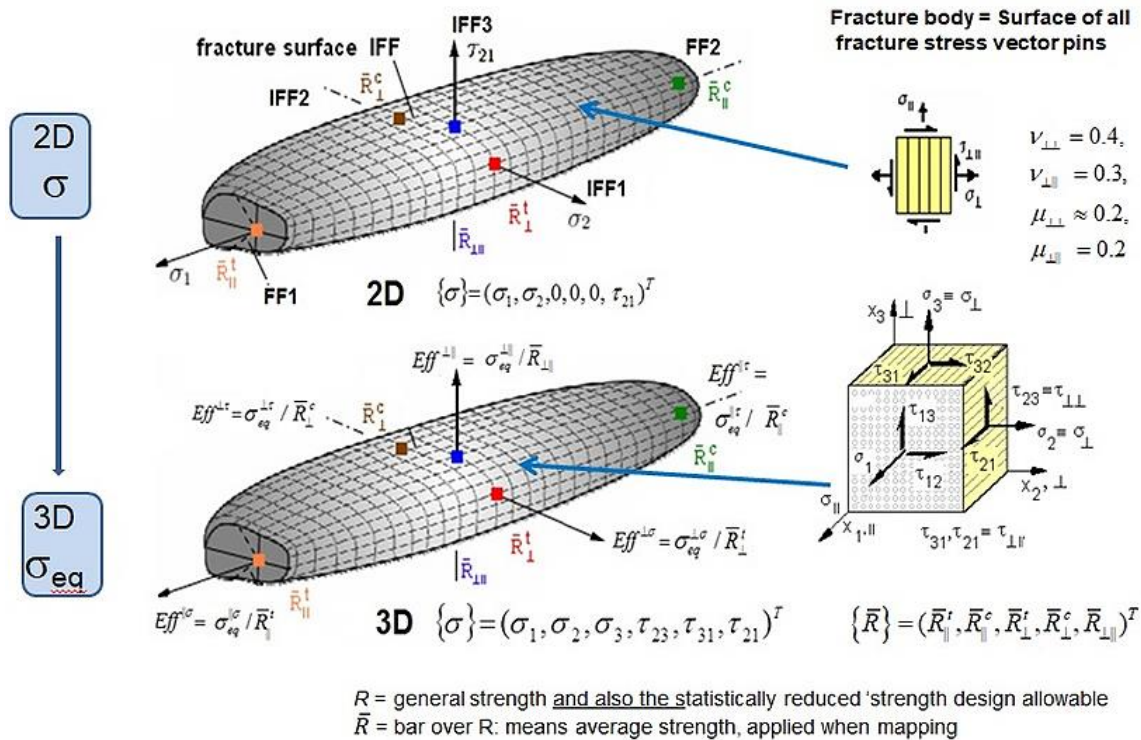 Fracture body = Surface of all
fracture stress vector pins
2D
σ
fracture surface IFF
IFF3
τ₂₁
FF2
IFF2
R̄⊥ᶜ
R̄∥ᶜ
IFF1
σ₂
R̄⊥ᵗ
R̄⊥∥
σ₁
R̄∥ᵗ
FF1
2D {σ}=(σ₁,σ₂,0,0,0,τ₂₁)ᵀ
σ∥
τ⊥∥
σ⊥
ν⊥⊥ = 0.4,
ν⊥∥ = 0.3,
μ⊥⊥ ≈ 0.2,
μ⊥∥ = 0.2
3D
σeq
Eff^⊥∥ = σeq^⊥∥ / R̄⊥∥
Eff^∥τ =
σeq^∥τ / R̄∥ᶜ
Eff^⊥τ = σeq^⊥τ / R̄⊥ᶜ
R̄⊥ᶜ
R̄∥ᶜ
R̄⊥ᵗ
Eff^⊥σ = σeq^⊥σ / R̄⊥ᵗ
R̄⊥∥
R̄∥ᵗ
Eff^∥σ = σeq^∥σ / R̄∥ᵗ
x₃ ⊥
σ₃≡ σ⊥
τ₃₁
τ₃₂
τ₁₃
τ₂₃≡τ⊥⊥
σ₂≡ σ⊥
σ₁
τ₂₁
τ₁₂
x₂, ⊥
σ∥
x₁,∥
τ₃₁,τ₂₁≡ τ⊥∥
3D {σ}=(σ₁,σ₂,σ₃,τ₂₃,τ₃₁,τ₂₁)ᵀ
{R̄}=(R̄∥ᵗ,R̄∥ᶜ,R̄⊥ᵗ,R̄⊥ᶜ,R̄⊥∥)ᵀ
R = general strength and also the statistically reduced 'strength design allowable
R̄ = bar over R: means average strength, applied when mapping